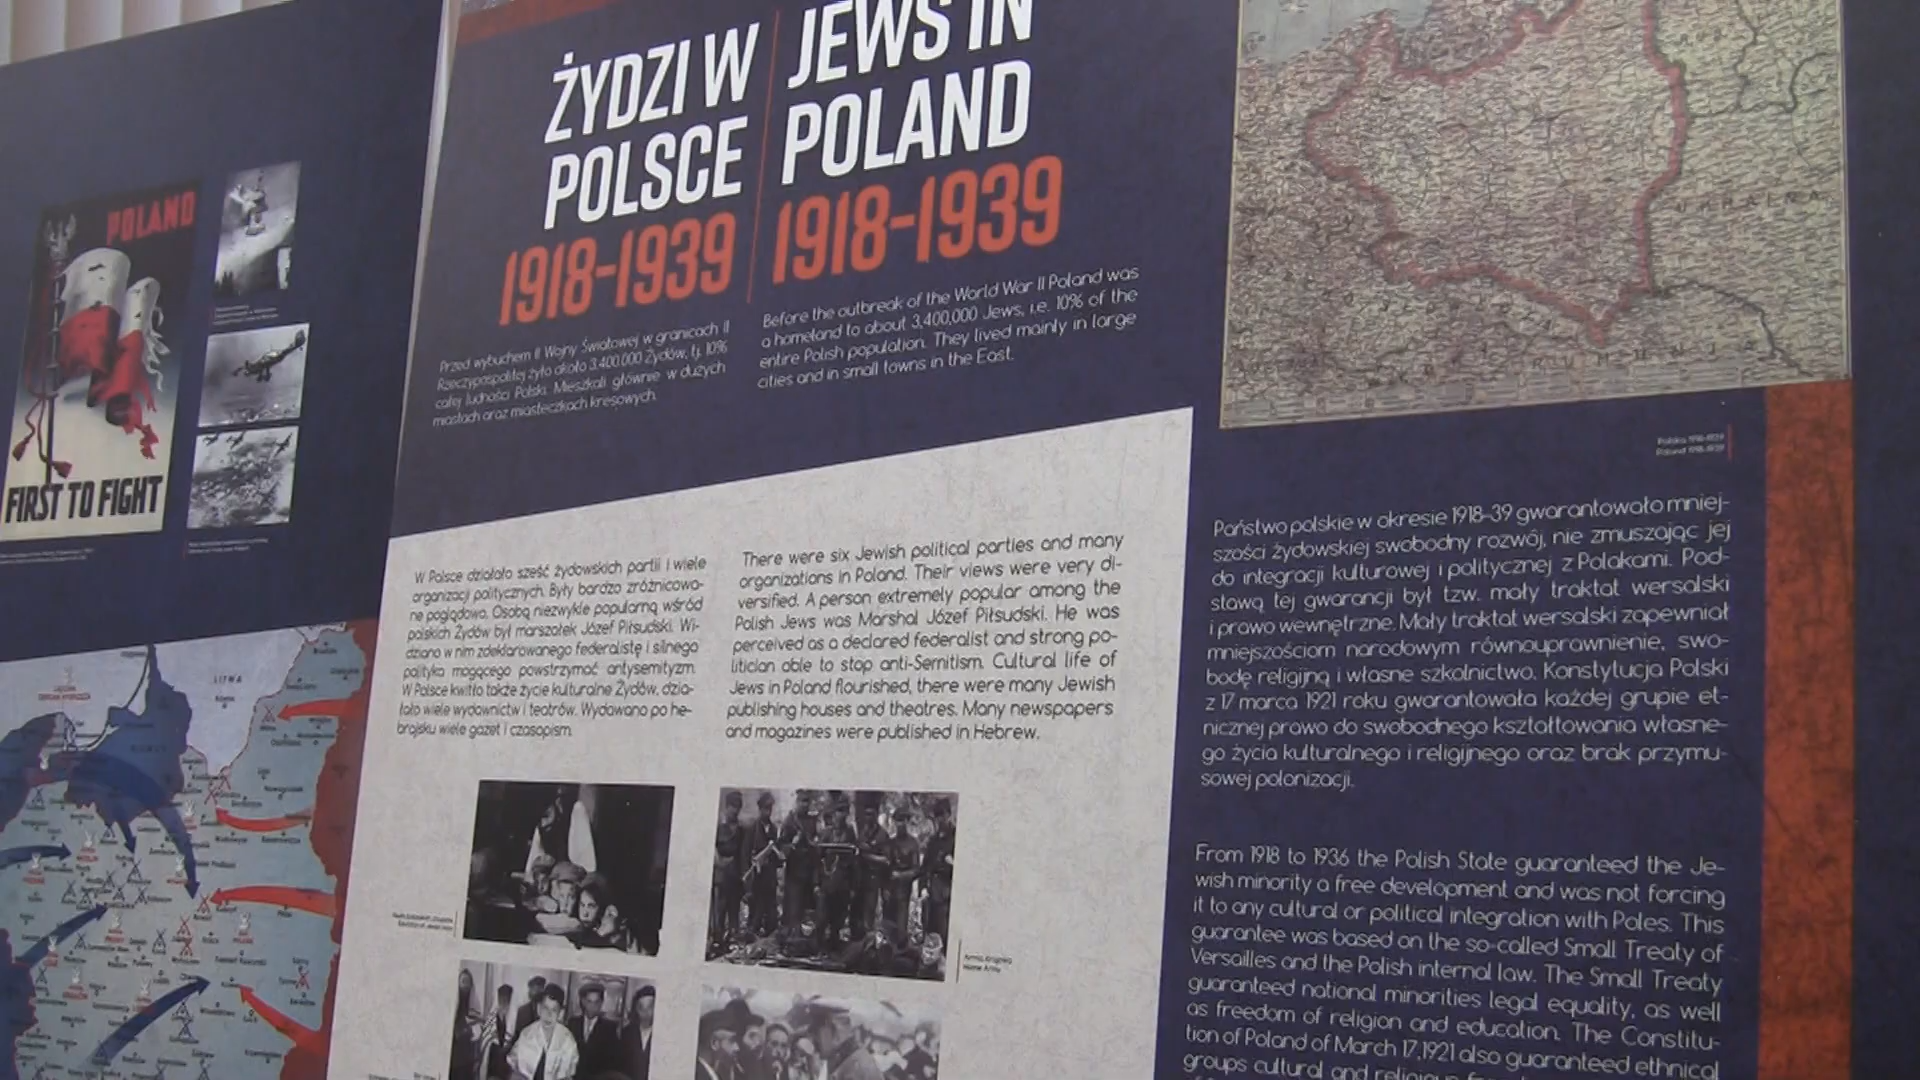 POLAND
FIRST TO FIGHT
LITWA
ŻYDZI W
POLSCE
1918-1939
JEWS IN
POLAND
1918-1939
Przed wybuchem II Wojny Światowej w granicach II
Rzeczypospolitej żyło około 3.400.000 Żydów, tj. 10%
całej ludności Polski. Mieszkali głównie w dużych
miastach oraz miasteczkach kresowych.
Before the outbreak of the World War II Poland was
a homeland to about 3,400,000 Jews, i.e. 10% of the
entire Polish population. They lived mainly in large
cities and in small towns in the East.
W Polsce działało sześć żydowskich partii i wiele
organizacji politycznych. Były bardzo zróżnicowa-
ne poglądowo. Osobą niezwykle popularną wśród
polskich Żydów był marszałek Józef Piłsudski. Wi-
dziano w nim zdeklarowanego federalistę i silnego
polityka mogącego powstrzymać antysemityzm.
W Polsce kwitło także życie kulturalne Żydów, dzia-
łało wiele wydawnictw i teatrów. Wydawano po he-
brajsku wiele gazet i czasopism.
There were six Jewish political parties and many
organizations in Poland. Their views were very di-
versified. A person extremely popular among the
Polish Jews was Marshal Józef Piłsudski. He was
perceived as a declared federalist and strong po-
litician able to stop anti-Semitism. Cultural life of
Jews in Poland flourished, there were many Jewish
publishing houses and theatres. Many newspapers
and magazines were published in Hebrew.
Armia Krajowa
Home Army
UKRAINA
Polska 1918-1939
Poland 1918-1939
Państwo polskie w okresie 1918-39 gwarantowało mniej-
szości żydowskiej swobodny rozwój, nie zmuszając jej
do integracji kulturowej i politycznej z Polakami. Pod-
stawą tej gwarancji był tzw. mały traktat wersalski
i prawo wewnętrzne. Mały traktat wersalski zapewniał
mniejszościom narodowym równouprawnienie, swo-
bodę religijną i własne szkolnictwo. Konstytucja Polski
z 17 marca 1921 roku gwarantowała każdej grupie et-
nicznej prawo do swobodnego kształtowania własne-
go życia kulturalnego i religijnego oraz brak przymu-
sowej polonizacji.
From 1918 to 1936 the Polish State guaranteed the Je-
wish minority a free development and was not forcing
it to any cultural or political integration with Poles. This
guarantee was based on the so-called Small Treaty of
Versailles and the Polish internal law. The Small Treaty
guaranteed national minorities legal equality, as well
as freedom of religion and education. The Constitu-
tion of Poland of March 17,1921 also guaranteed ethnical
groups cultural and religious